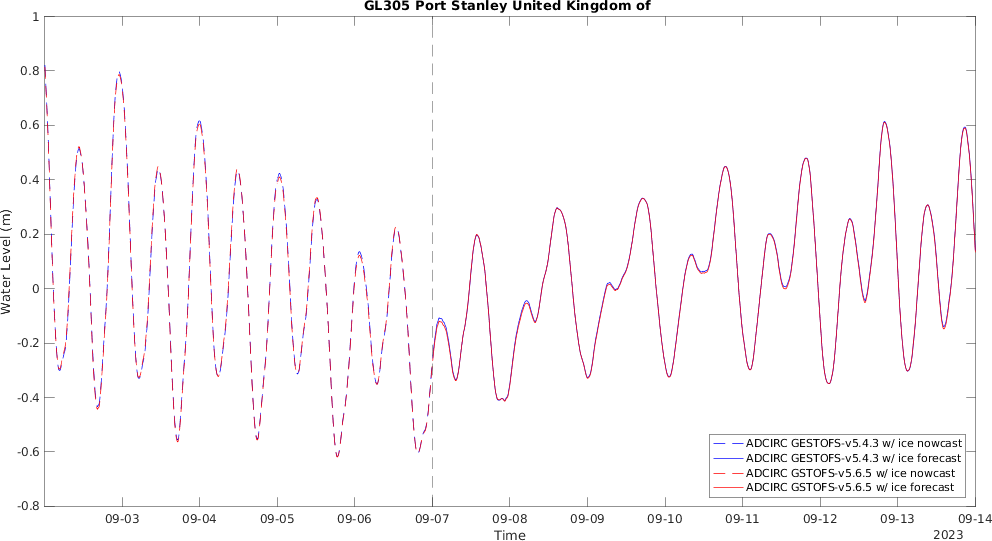 GL305 Port Stanley United Kingdom of
Water Level (m)
1
0.8
0.6
0.4
0.2
0
-0.2
-0.4
-0.6
-0.8
09-03 09-04 09-05 09-06 09-07 09-08 09-09 09-10 09-11 09-12 09-13 09-14
Time
2023
ADCIRC GESTOFS-v5.4.3 w/ ice nowcast
ADCIRC GESTOFS-v5.4.3 w/ ice forecast
ADCIRC GSTOFS-v5.6.5 w/ ice nowcast
ADCIRC GSTOFS-v5.6.5 w/ ice forecast